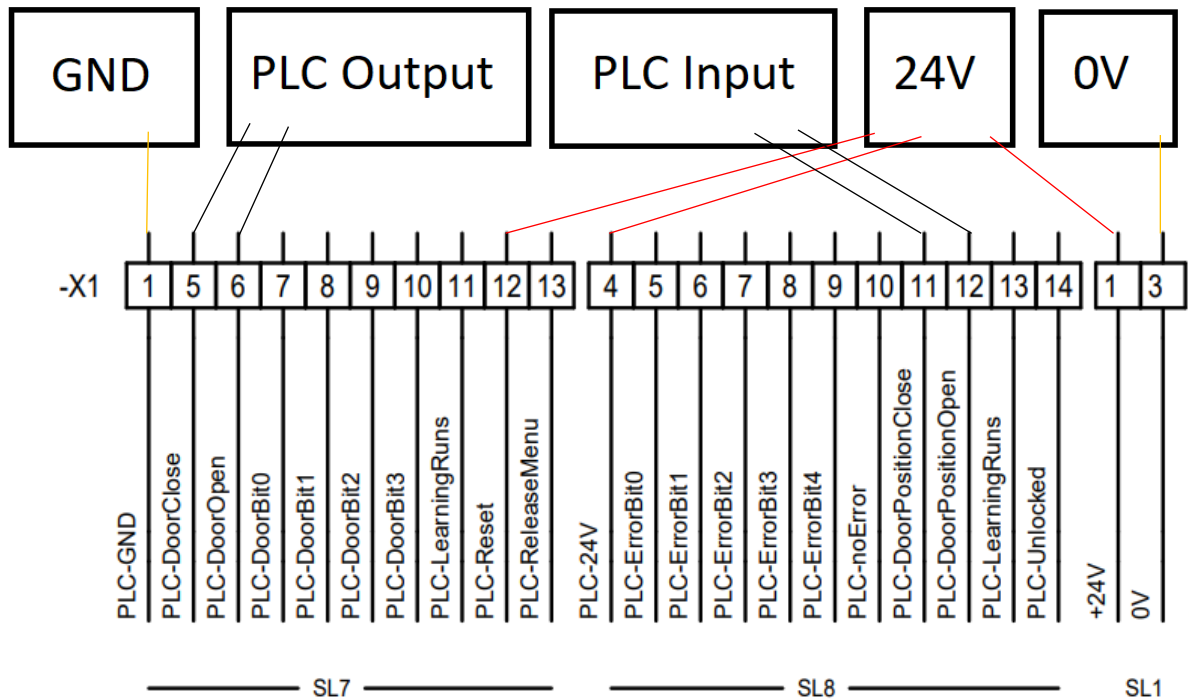 GND PLC Output PLC Input 24V 0V
-X1 1 5 6 7 8 9 10 11 12 13 4 5 6 7 8 9 10 11 12 13 14 1 3
PLC-GND
PLC-DoorClose
PLC-DoorOpen
PLC-DoorBit0
PLC-DoorBit1
PLC-DoorBit2
PLC-DoorBit3
PLC-LearningRuns
PLC-Reset
PLC-ReleaseMenu
PLC-24V
PLC-ErrorBit0
PLC-ErrorBit1
PLC-ErrorBit2
PLC-ErrorBit3
PLC-ErrorBit4
PLC-noError
PLC-DoorPositionClose
PLC-DoorPositionOpen
PLC-LearningRuns
PLC-Unlocked
+24V
0V
SL7 SL8 SL1